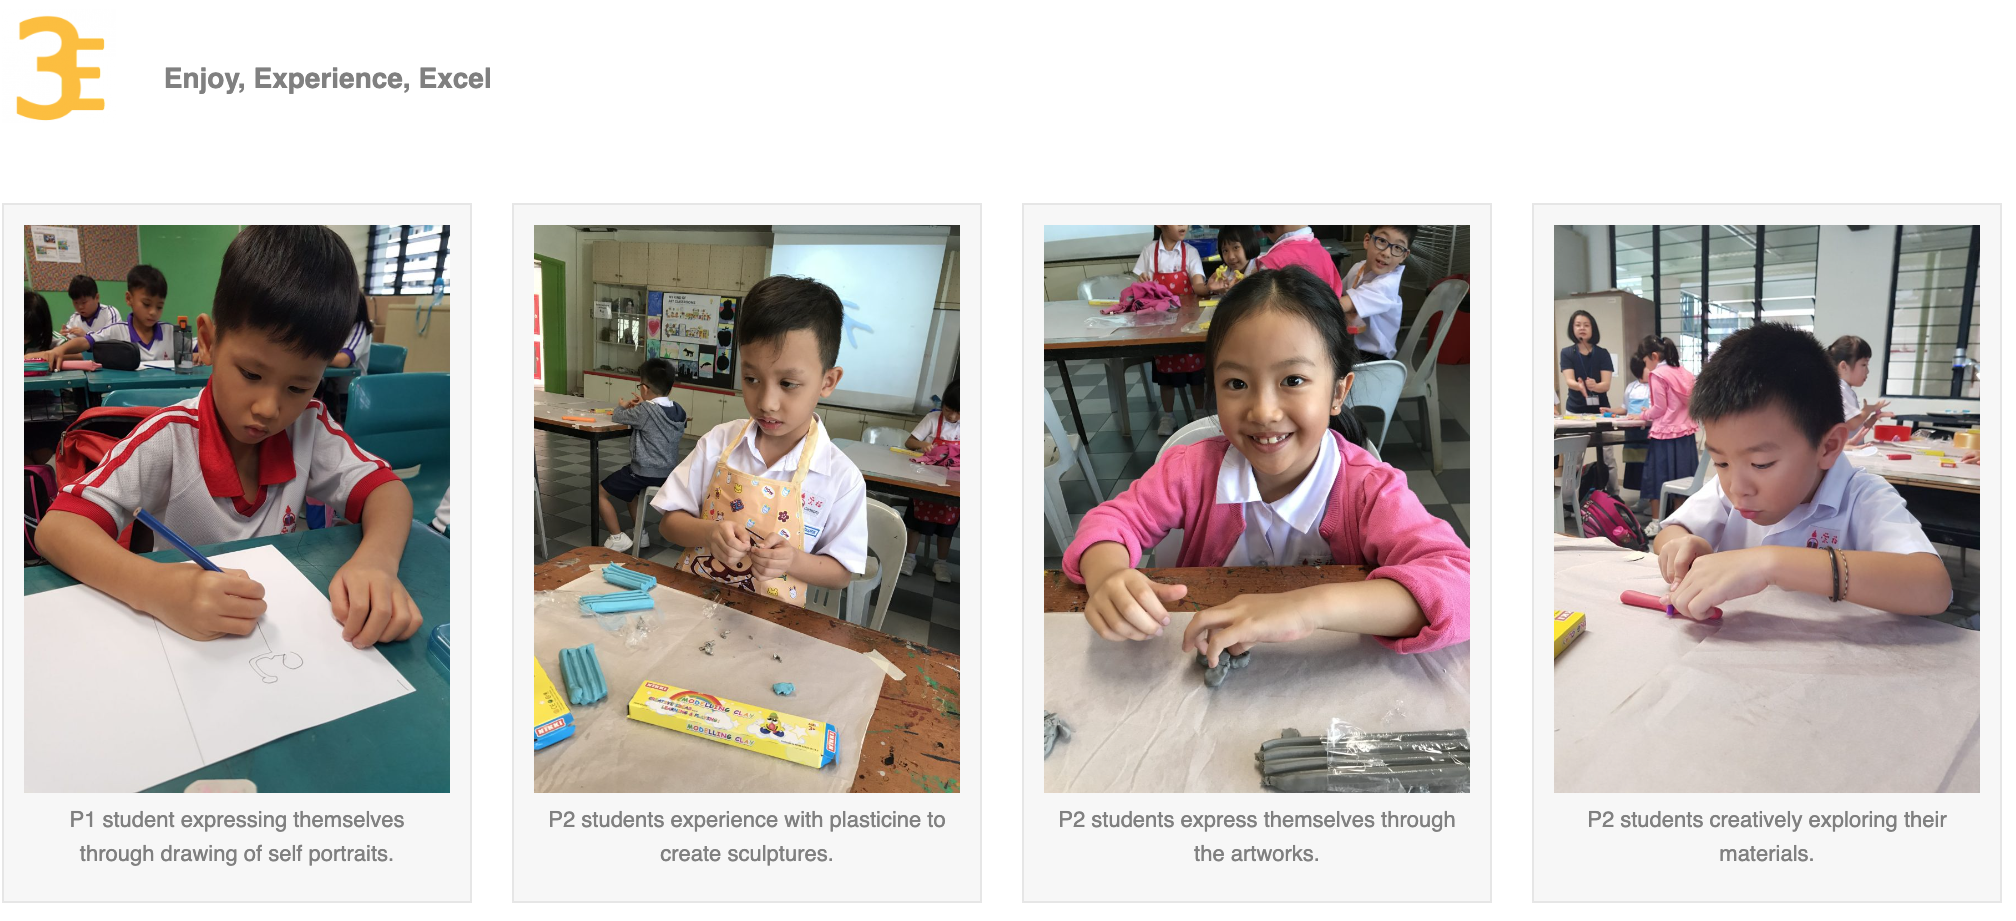 3E
Enjoy, Experience, Excel
MODELLING CLAY
MODELLING CLAY
KIKKI
P1 student expressing themselves
through drawing of self portraits.
P2 students experience with plasticine to
create sculptures.
P2 students express themselves through
the artworks.
P2 students creatively exploring their
materials.